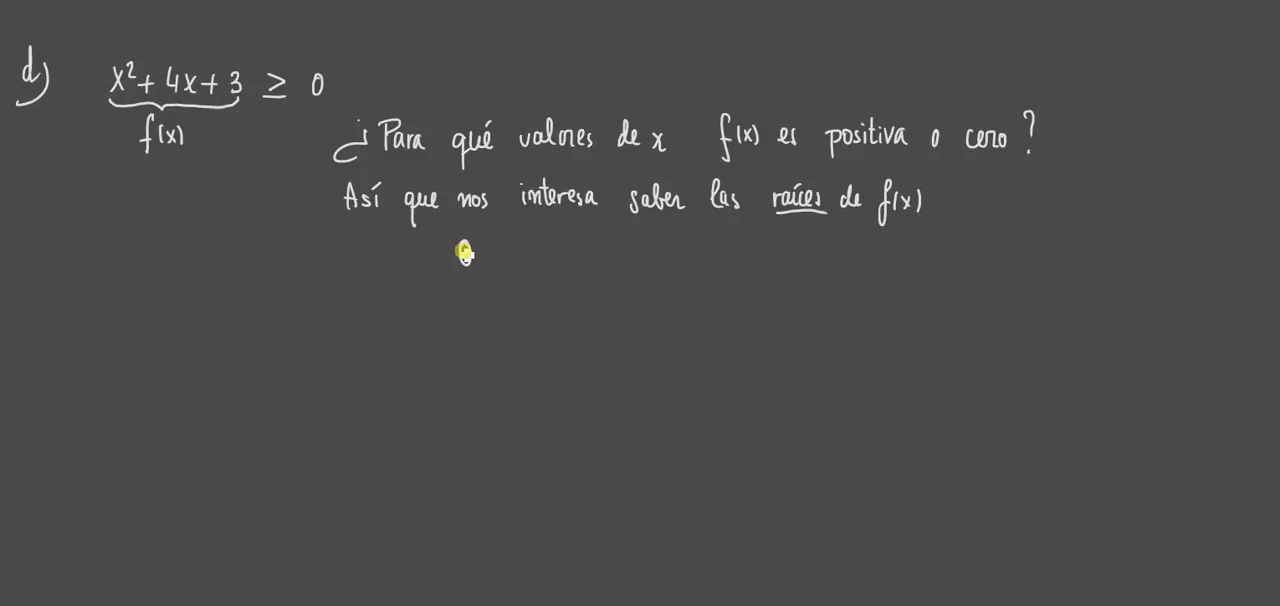 d) x² + 4x + 3 ≥ 0
f(x)
¿Para qué valores de x f(x) es positiva o cero?
Así que nos interesa saber las raíces de f(x)